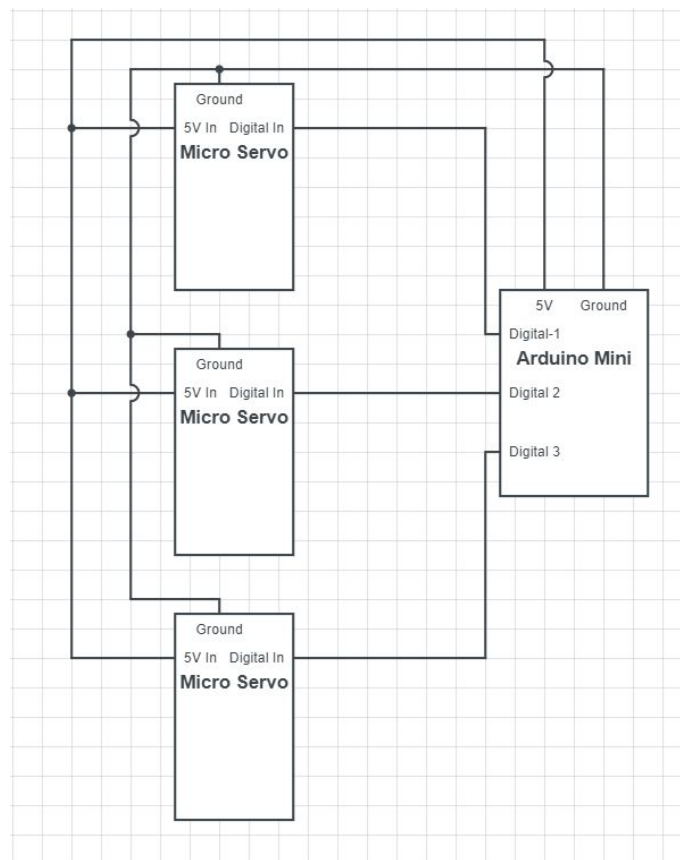 Ground
5V In Digital In
Micro Servo
5V Ground
Digital-1
Arduino Mini
Digital 2
Digital 3
Ground
5V In Digital In
Micro Servo
Ground
5V In Digital In
Micro Servo